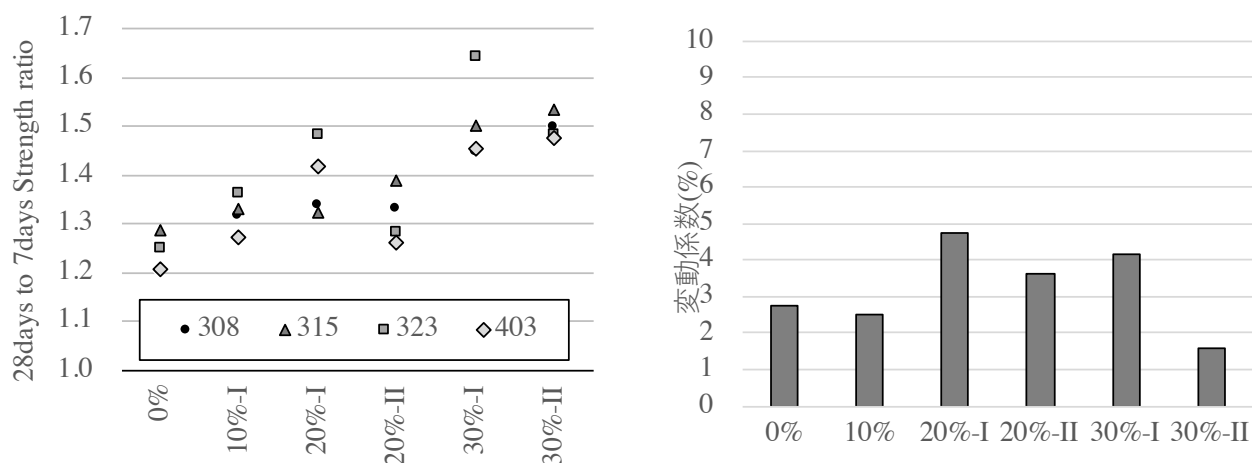 28days to 7days Strength ratio
1.7
1.6
1.5
1.4
1.3
1.2
1.1
1.0
308 315 323 403
0%
10%-I
20%-I
20%-II
30%-I
30%-II
変動係数(%)
10
9
8
7
6
5
4
3
2
1
0
0% 10% 20%-I 20%-II 30%-I 30%-II